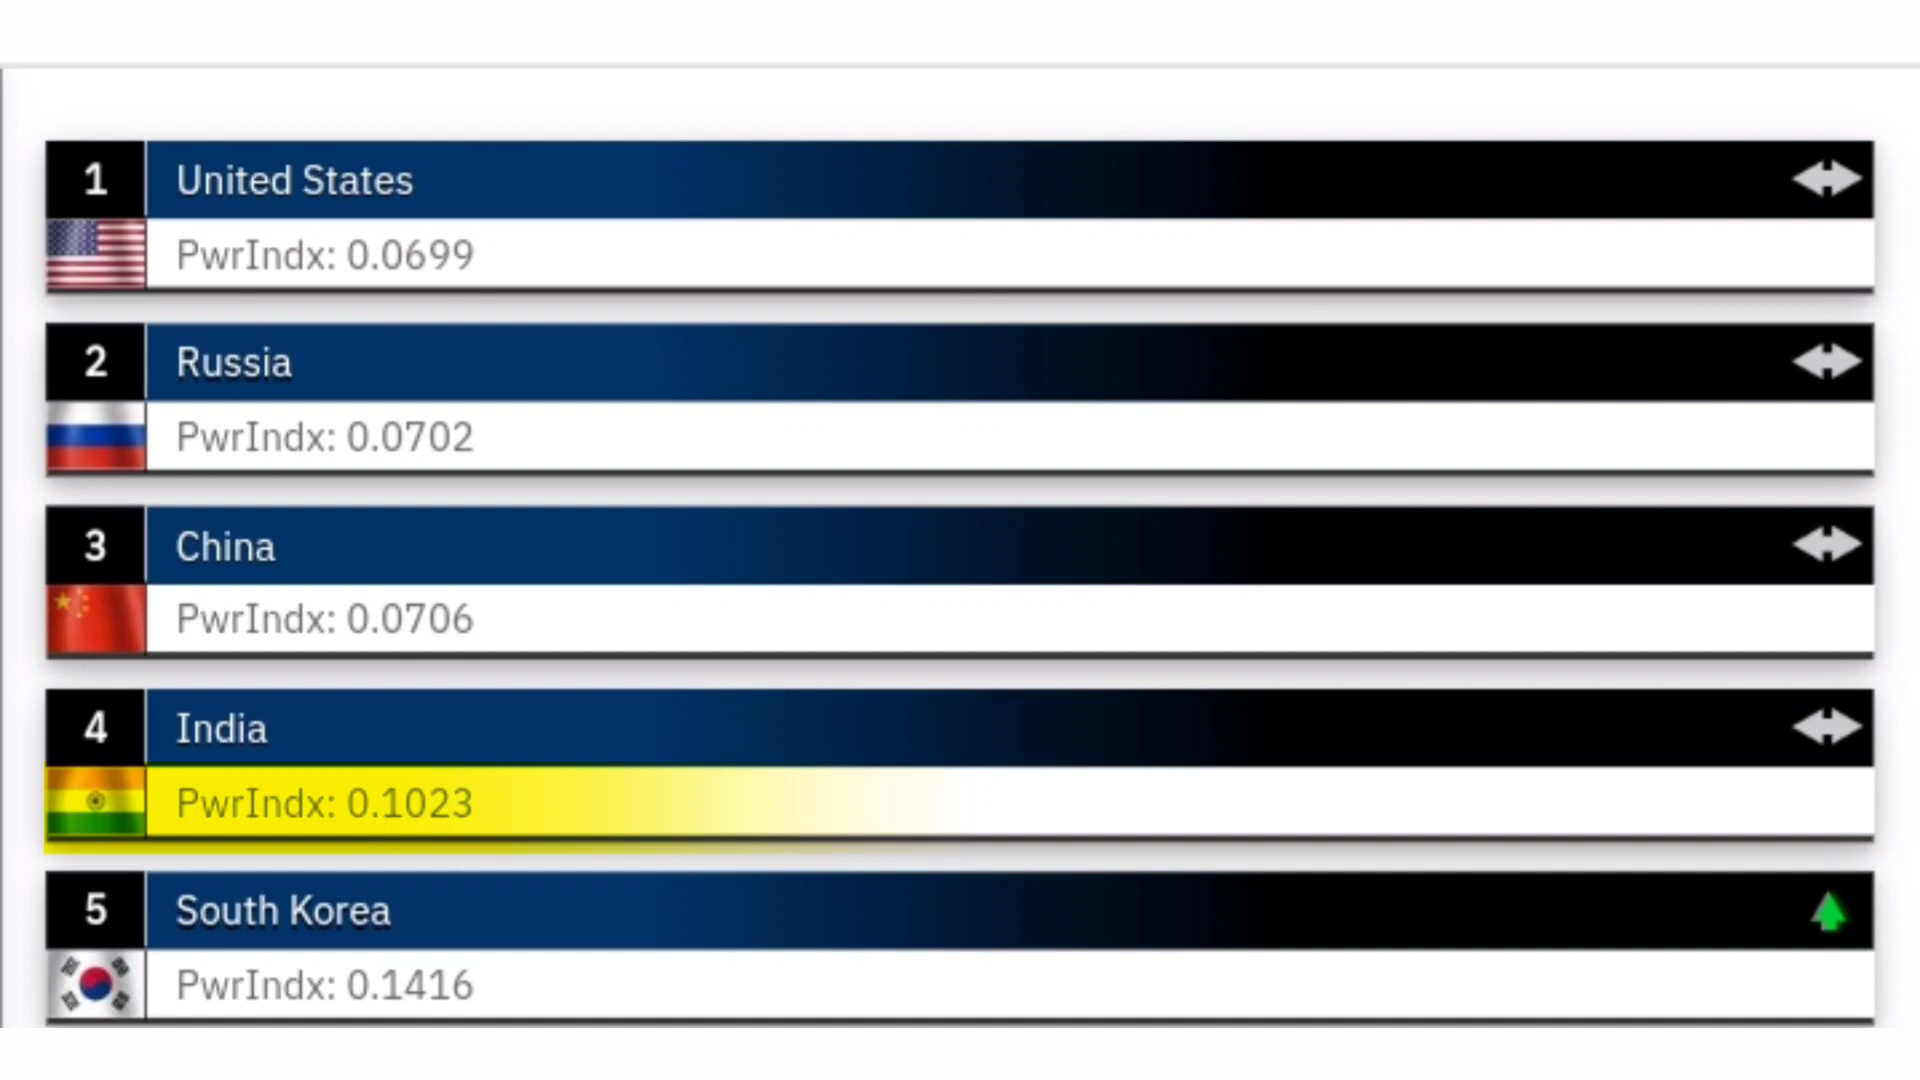 1
United States
PwrIndx: 0.0699
2
Russia
PwrIndx: 0.0702
3
China
PwrIndx: 0.0706
4
India
PwrIndx: 0.1023
5
South Korea
PwrIndx: 0.1416